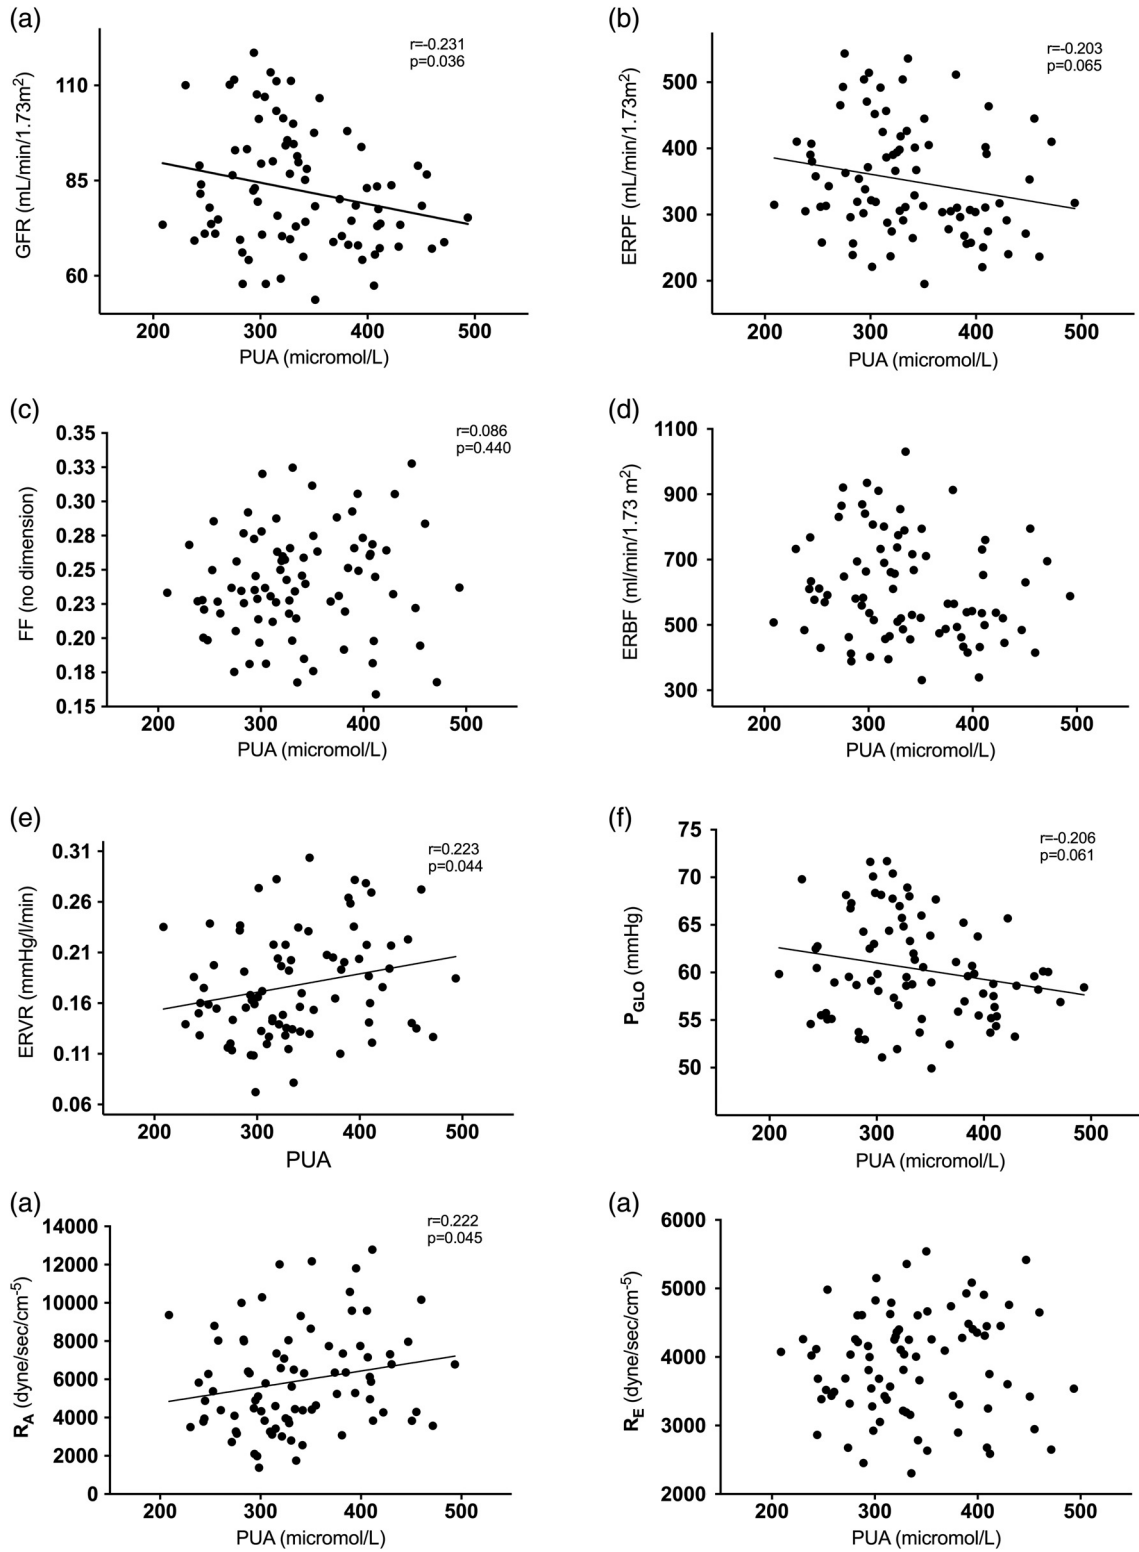 (a)
r=-0.231
p=0.036
GFR (mL/min/1.73m²)
110
85
60
200 300 400 500
PUA (micromol/L)
(b)
r=-0.203
p=0.065
ERPF (mL/min/1.73m²)
500
400
300
200
200 300 400 500
PUA (micromol/L)
(c)
r=0.086
p=0.440
FF (no dimension)
0.35
0.33
0.30
0.28
0.25
0.23
0.20
0.18
0.15
200 300 400 500
PUA (micromol/L)
(d)
ERBF (ml/min/1.73 m²)
1100
900
700
500
300
200 300 400 500
PUA (micromol/L)
(e)
r=0.223
p=0.044
ERVR (mmHg/l/min)
0.31
0.26
0.21
0.16
0.11
0.06
200 300 400 500
PUA
(f)
r=-0.206
p=0.061
P_GLO (mmHg)
75
70
65
60
55
50
200 300 400 500
PUA (micromol/L)
(a)
r=0.222
p=0.045
R_A (dyne/sec/cm⁻⁵)
14000
12000
10000
8000
6000
4000
2000
0
200 300 400 500
PUA (micromol/L)
(a)
R_E (dyne/sec/cm⁻⁵)
6000
5000
4000
3000
2000
200 300 400 500
PUA (micromol/L)